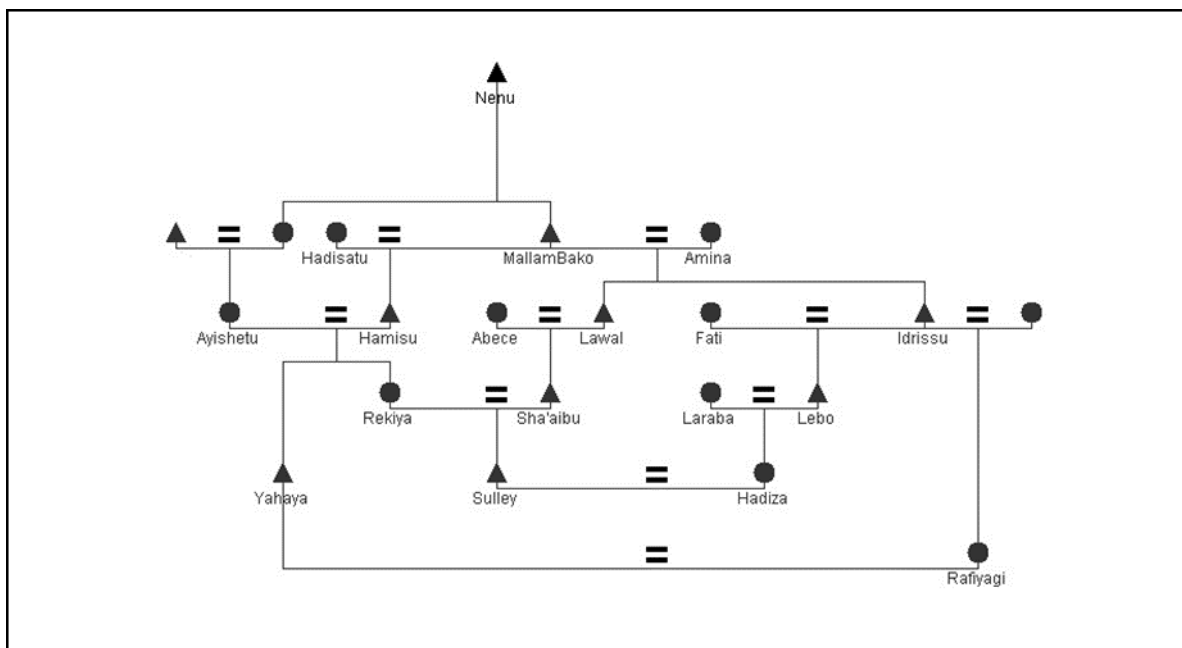 Nenu
Hadisatu MallamBako Amina
Ayishetu Hamisu Abece Lawal Fati Idrissu
Rekiya Sha'aibu Laraba Lebo
Yahaya Sulley Hadiza
Rafiyagi